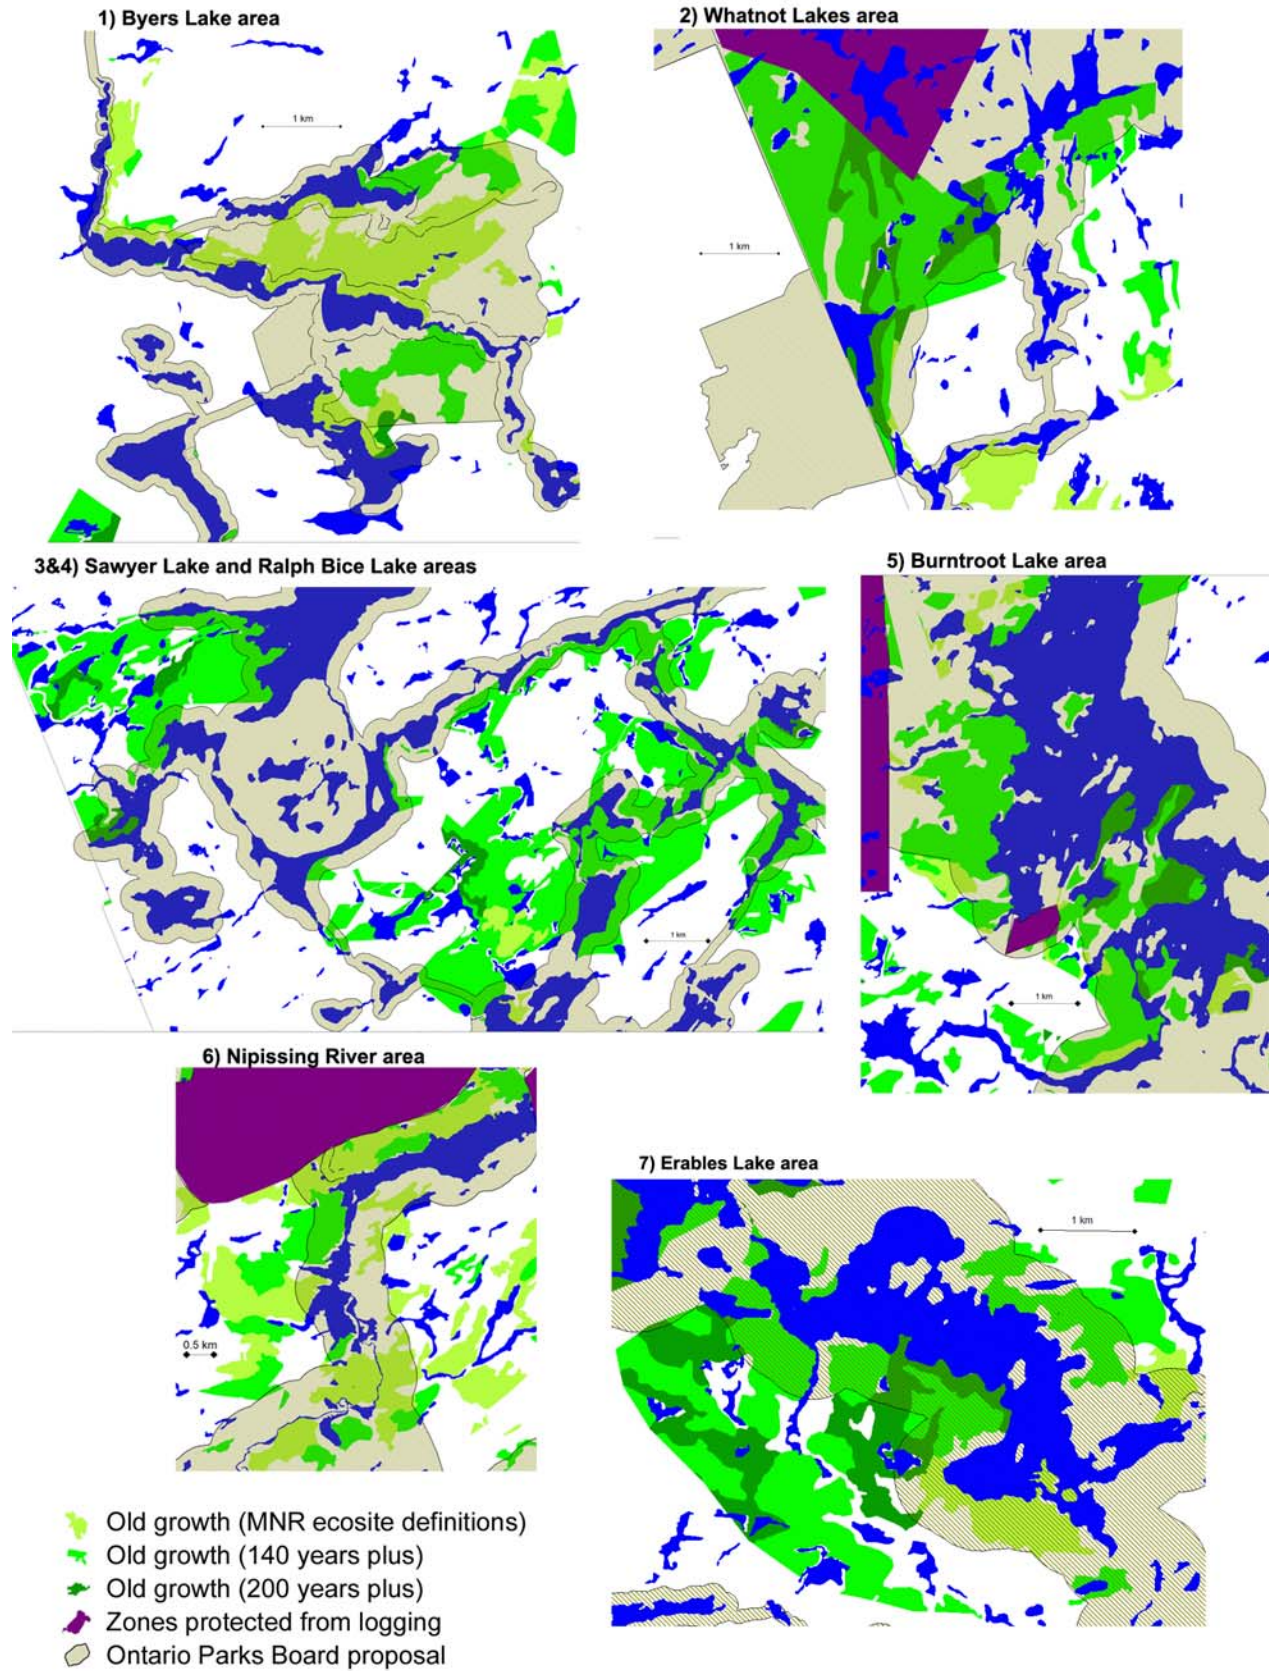 1) Byers Lake area
2) Whatnot Lakes area
1 km
1 km
3&4) Sawyer Lake and Ralph Bice Lake areas
5) Burntroot Lake area
1 km
1 km
6) Nipissing River area
7) Erables Lake area
1 km
0.5 km
Old growth (MNR ecosite definitions)
Old growth (140 years plus)
Old growth (200 years plus)
Zones protected from logging
Ontario Parks Board proposal